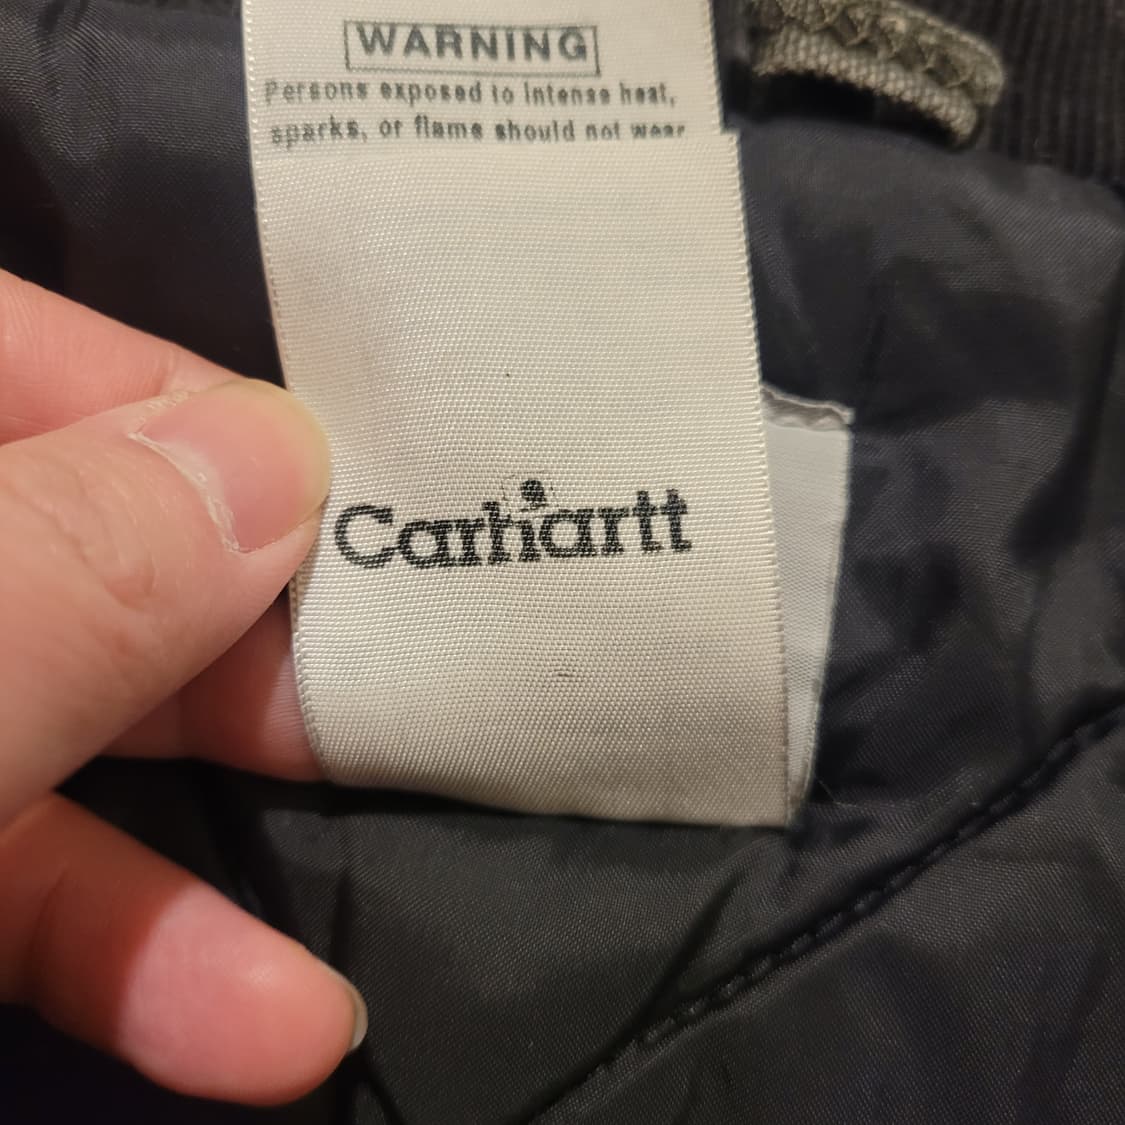 WARNING
Persons exposed to intense heat,
sparks, or flame should not wear
Carhartt